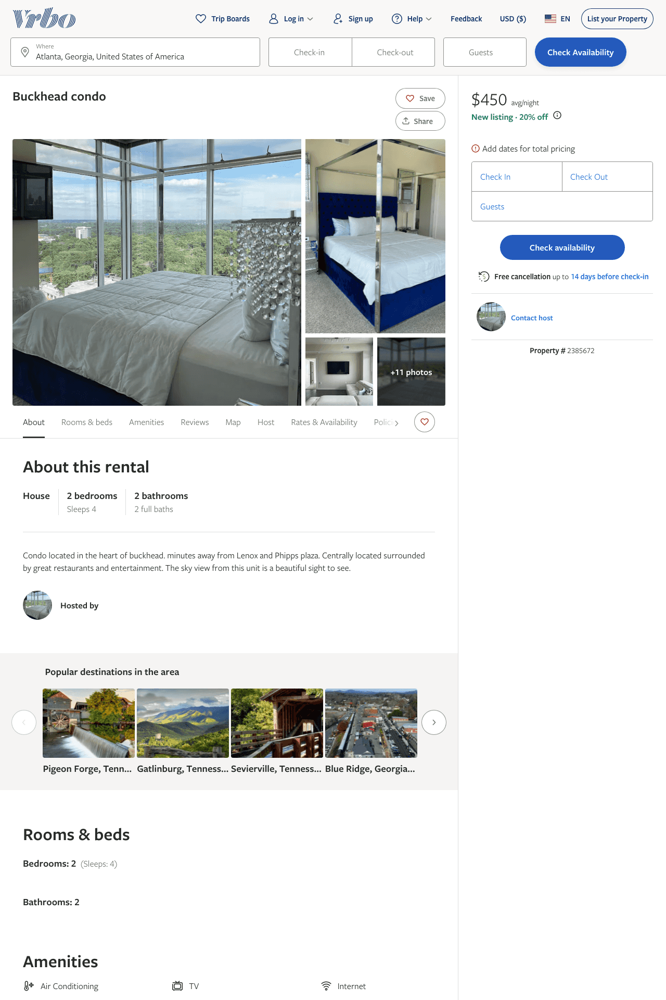 Vrbo
Trip Boards
Log in
Sign up
Help
Feedback
USD ($)
EN
List your Property
Where
Atlanta, Georgia, United States of America
Check-in
Check-out
Guests
Check Availability
Buckhead condo
Save
Share
+11 photos
$450 avg/night
New listing · 20% off
Add dates for total pricing
Check In
Check Out
Guests
Check availability
Free cancellation up to 14 days before check-in
Contact host
Property # 2385672
About
Rooms & beds
Amenities
Reviews
Map
Host
Rates & Availability
Polici
About this rental
House
2 bedrooms
Sleeps 4
2 bathrooms
2 full baths
Condo located in the heart of buckhead. minutes away from Lenox and Phipps plaza. Centrally located surrounded
by great restaurants and entertainment. The sky view from this unit is a beautiful sight to see.
Hosted by
Popular destinations in the area
Pigeon Forge, Tenn...
Gatlinburg, Tenness...
Sevierville, Tenness...
Blue Ridge, Georgia...
Rooms & beds
Bedrooms: 2 (Sleeps: 4)
Bathrooms: 2
Amenities
Air Conditioning
TV
Internet